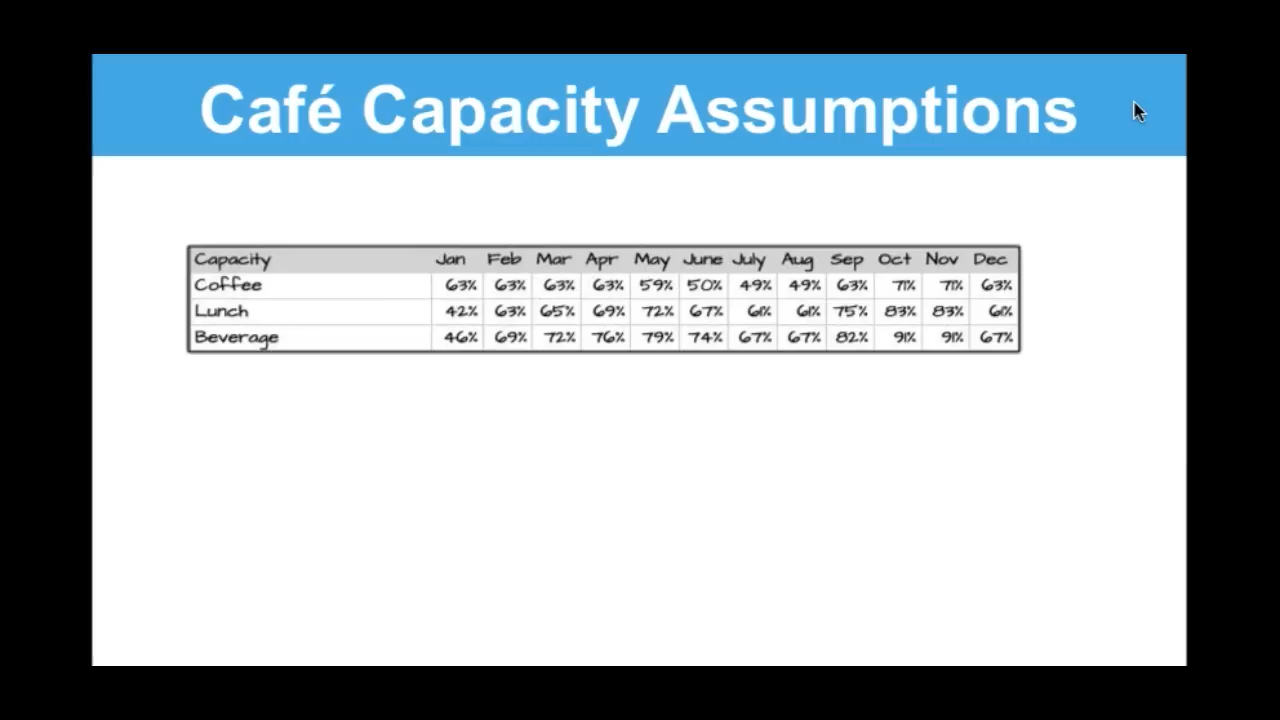 Café Capacity Assumptions
Capacity Jan Feb Mar Apr May June July Aug Sep Oct Nov Dec
Coffee 63% 63% 63% 63% 59% 50% 49% 49% 63% 71% 71% 63%
Lunch 42% 63% 65% 69% 72% 67% 61% 61% 75% 83% 83% 61%
Beverage 46% 69% 72% 76% 79% 74% 67% 67% 82% 91% 91% 67%